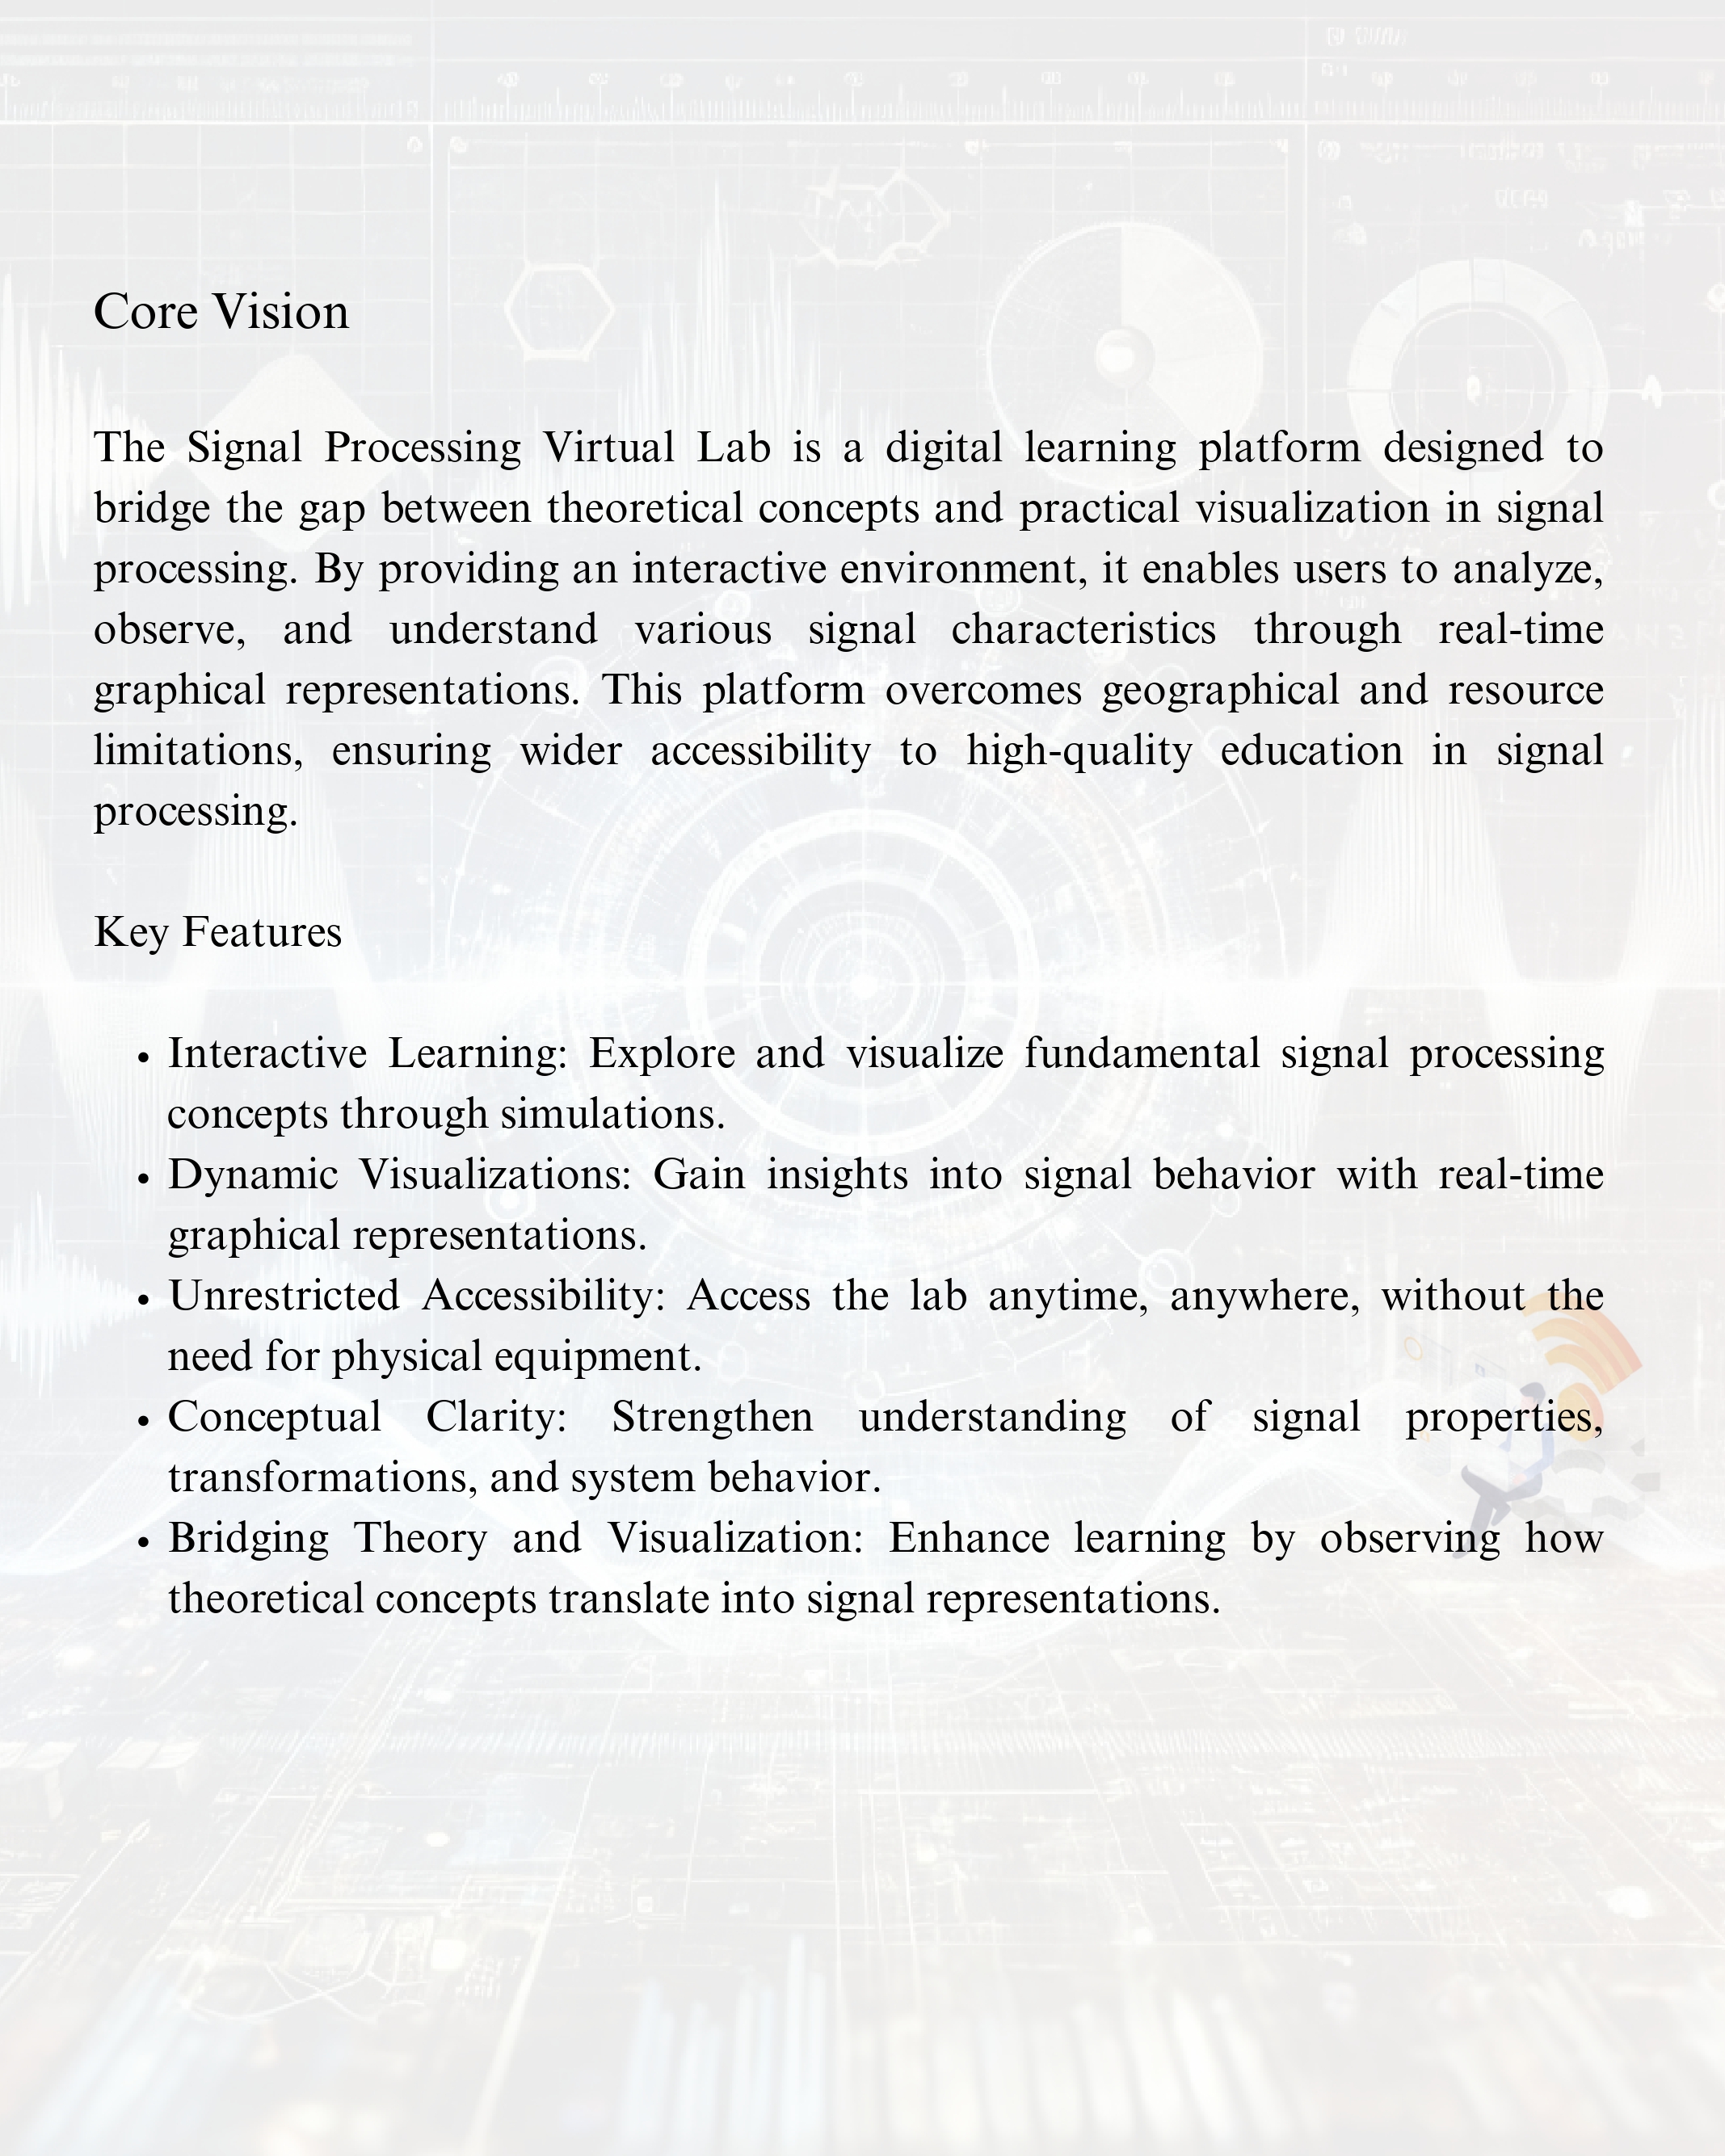 Core Vision
The Signal Processing Virtual Lab is a digital learning platform designed to
bridge the gap between theoretical concepts and practical visualization in signal
processing. By providing an interactive environment, it enables users to analyze,
observe, and understand various signal characteristics through real-time
graphical representations. This platform overcomes geographical and resource
limitations, ensuring wider accessibility to high-quality education in signal
processing.
Key Features
• Interactive Learning: Explore and visualize fundamental signal processing
concepts through simulations.
• Dynamic Visualizations: Gain insights into signal behavior with real-time
graphical representations.
• Unrestricted Accessibility: Access the lab anytime, anywhere, without the
need for physical equipment.
• Conceptual Clarity: Strengthen understanding of signal properties,
transformations, and system behavior.
• Bridging Theory and Visualization: Enhance learning by observing how
theoretical concepts translate into signal representations.